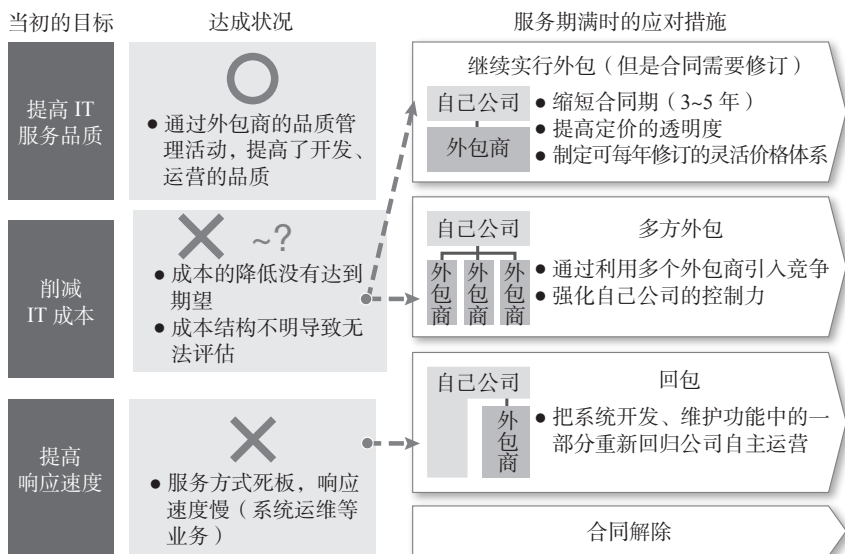 当初的目标
达成状况
服务期满时的应对措施
提高 IT
服务品质
● 通过外包商的品质管
理活动，提高了开发、
运营的品质
继续实行外包（但是合同需要修订）
自己公司
外包商
● 缩短合同期（3~5 年）
● 提高定价的透明度
● 制定可每年修订的灵活价格体系
削减
IT 成本
~?
● 成本的降低没有达到
期望
● 成本结构不明导致无
法评估
多方外包
自己公司
外包商
外包商
外包商
● 通过利用多个外包商引入竞争
● 强化自己公司的控制力
提高
响应速度
● 服务方式死板，响应
速度慢（系统运维等
业务）
回包
自己公司
外包商
● 把系统开发、维护功能中的一
部分重新回归公司自主运营
合同解除